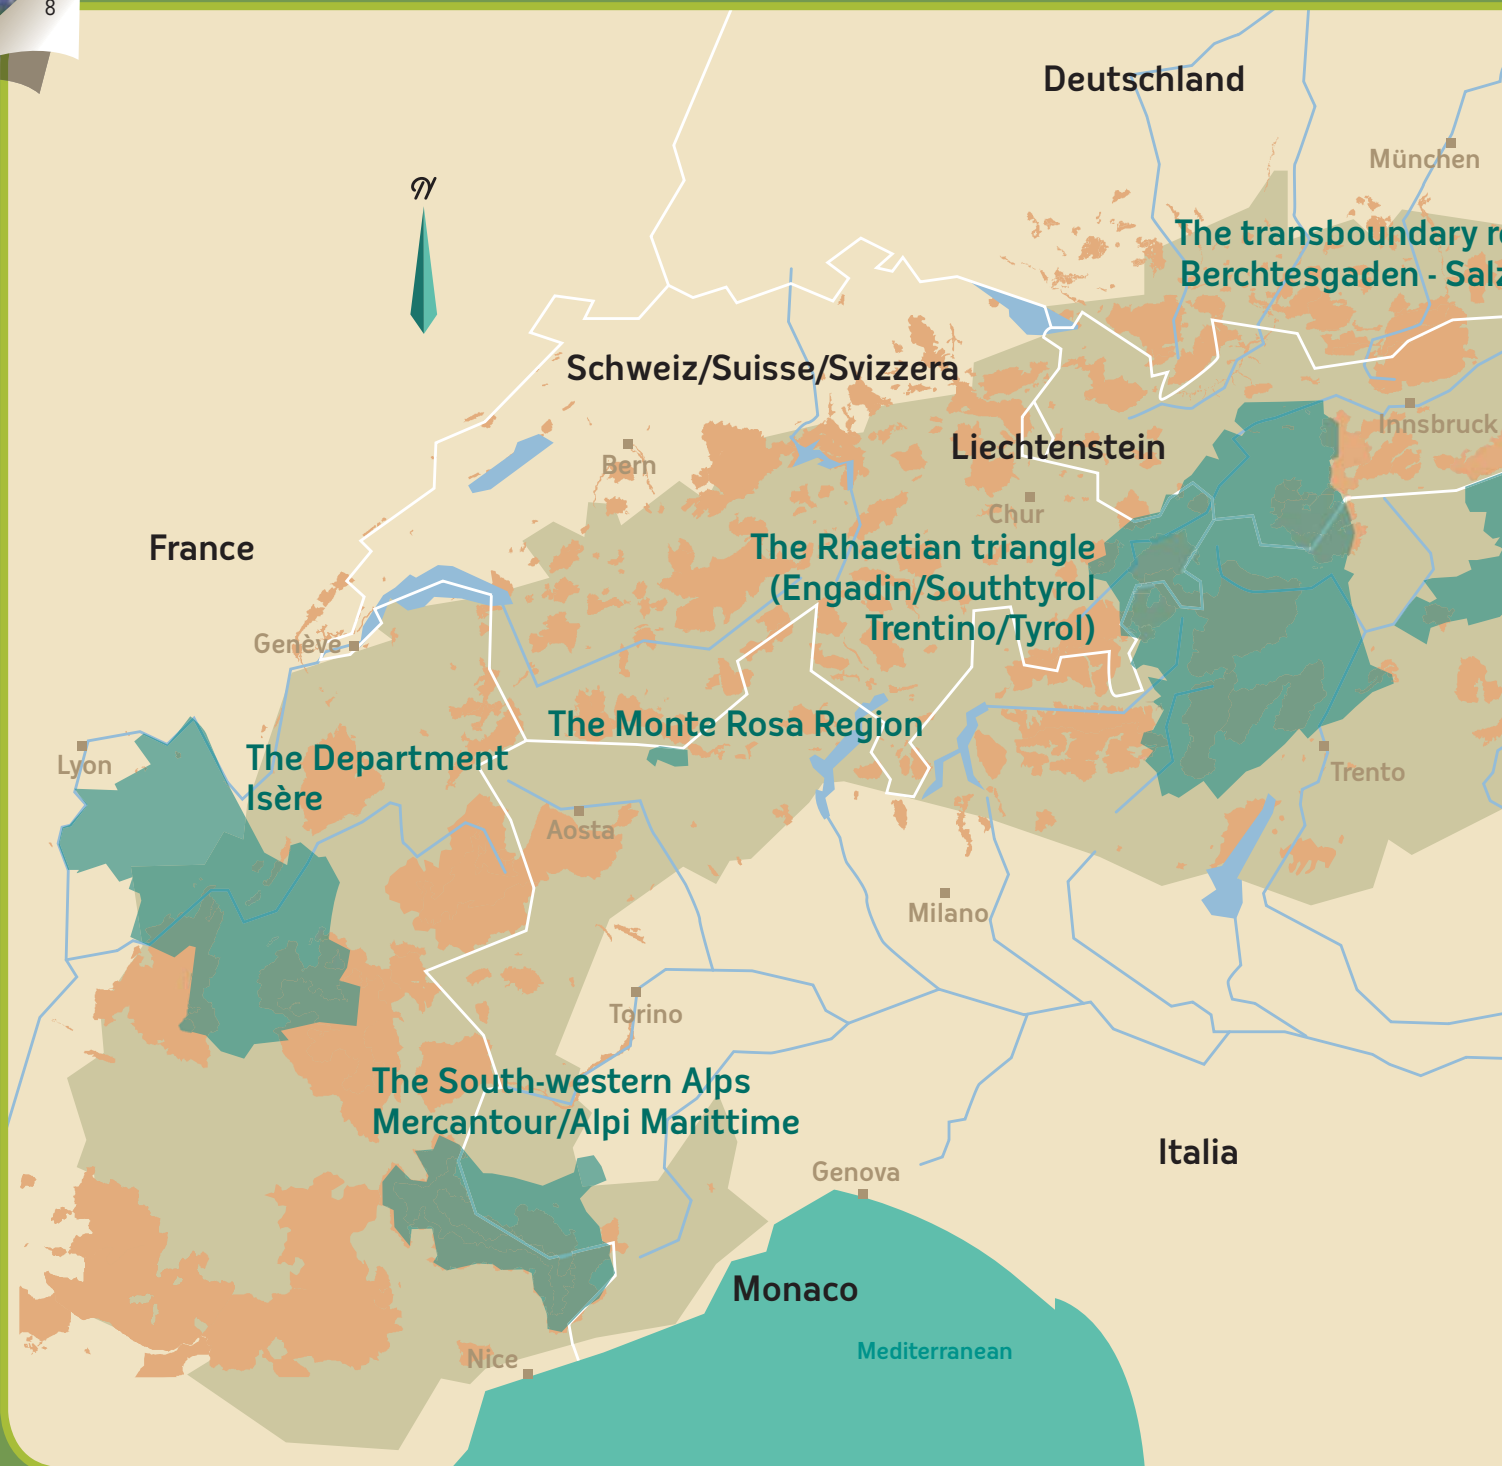 8
N
Deutschland
München
The transboundary
Berchtesgaden -
Schweiz/Suisse/Svizzera
Innsbruck
Liechtenstein
Bern
Chur
France
The Rhaetian triangle
(Engadin/Southtyrol
Trentino/Tyrol)
Genève
The Monte Rosa Region
Lyon
The Department
Isère
Trento
Aosta
Milano
Torino
The South-western Alps
Mercantour/Alpi Marittime
Italia
Genova
Monaco
Mediterranean
Nice